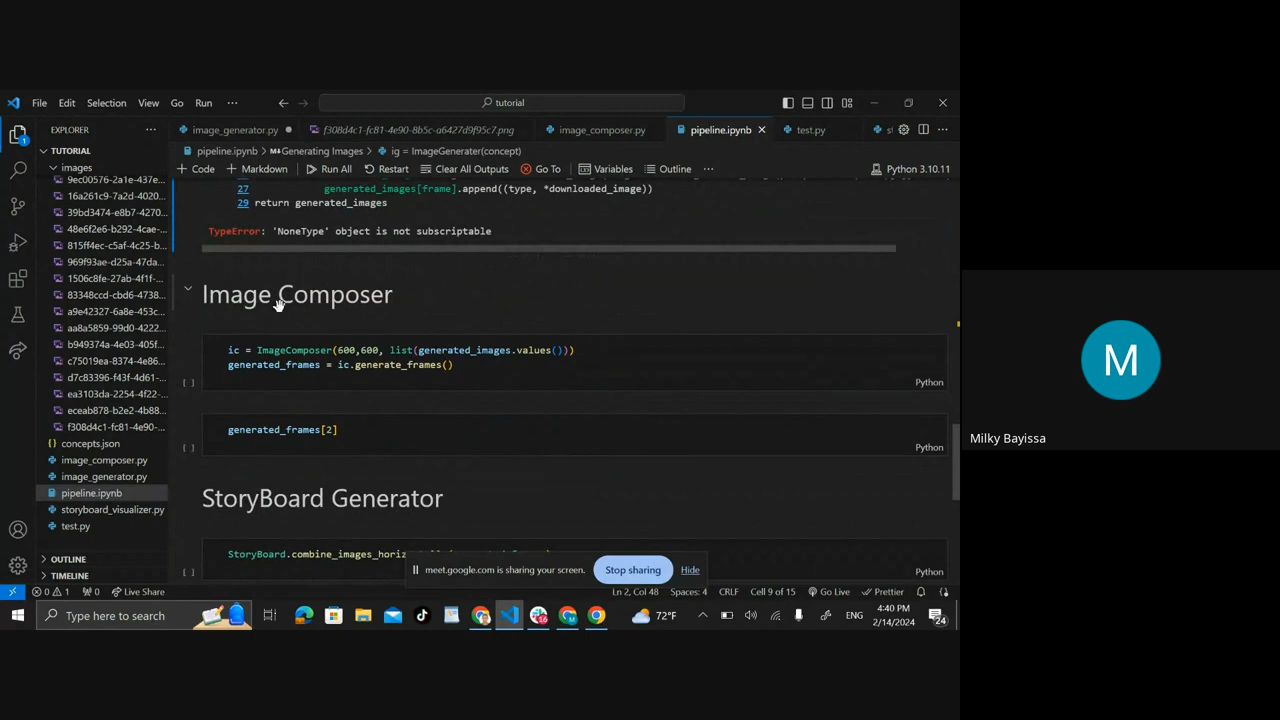 File Edit Selection View Go Run ··· tutorial
EXPLORER ···
image_generator.py
f308d4c1-fc81-4e90-8b5c-a6427d9f95c7.png
image_composer.py
pipeline.ipynb
test.py
TUTORIAL
pipeline.ipynb > Generating Images > ig = ImageGenerater(concept)
images
+ Code + Markdown Run All Restart Clear All Outputs Go To Variables Outline ··· Python 3.10.11
9ec00576-2a1e-437e...
16a261c9-7a2d-4020...
39bd3474-e8b7-4270...
48e6f2e6-b292-4cae-...
815ff4ec-c5af-4c25-b...
969f93ae-d25a-47da...
1506c8fe-27ab-4f1f-...
83348ccd-cbd6-4738...
a9e42327-6a8e-453c...
aa8a5859-99d0-4222...
b949374a-4e03-405f...
c75019ea-8374-4e86...
d7c83396-f43f-4d61-...
ea3103da-2254-4f22-...
eceab878-b2e2-4b88...
f308d4c1-fc81-4e90-...
concepts.json
image_composer.py
image_generator.py
pipeline.ipynb
storyboard_visualizer.py
test.py
OUTLINE
TIMELINE
27 generated_images[frame].append((type, *downloaded_image))
29 return generated_images
TypeError: 'NoneType' object is not subscriptable
Image Composer
ic = ImageComposer(600,600, list(generated_images.values()))
generated_frames = ic.generate_frames()
[ ] Python
generated_frames[2]
[ ] Python
StoryBoard Generator
StoryBoard.combine_images_horiz
[ ] Python
meet.google.com is sharing your screen. Stop sharing Hide
0 1 0 Live Share Ln 2, Col 48 Spaces: 4 CRLF Cell 9 of 15 Go Live Prettier
Type here to search 72°F ENG 4:40 PM
2/14/2024 24
M
Milky Bayissa